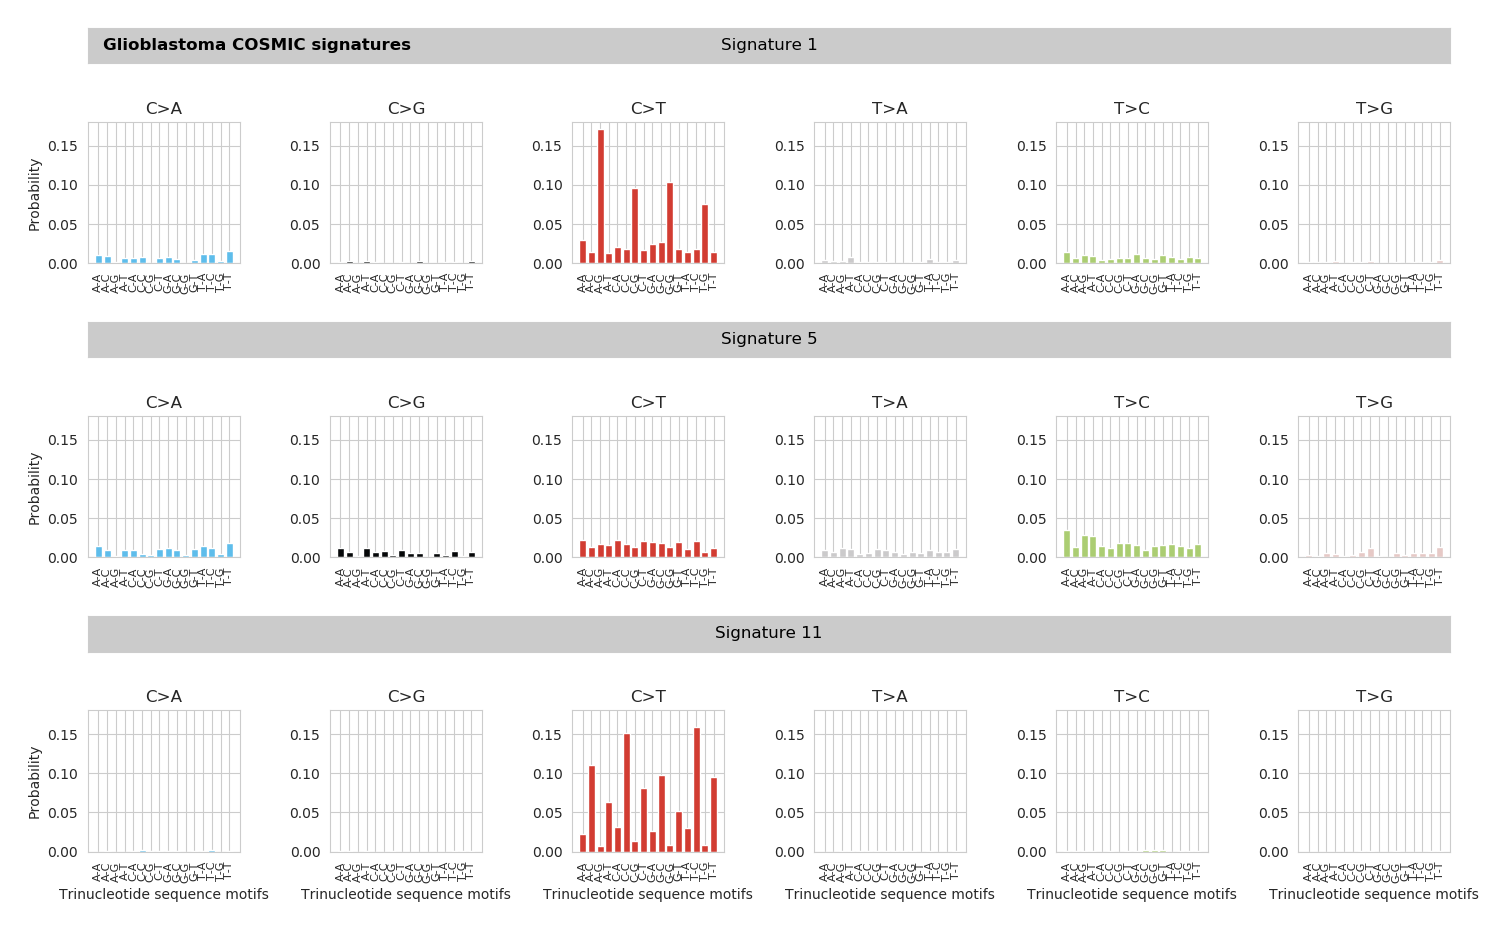 Glioblastoma COSMIC signatures Signature 1
C>A C>G C>T T>A T>C T>G
Probability
0.15 0.15 0.15 0.15 0.15 0.15
0.10 0.10 0.10 0.10 0.10 0.10
0.05 0.05 0.05 0.05 0.05 0.05
0.00 0.00 0.00 0.00 0.00 0.00
A-A A-C A-G A-T C-A C-C C-G C-T G-A G-C G-G G-T T-A T-C T-G T-T
A-A A-C A-G A-T C-A C-C C-G C-T G-A G-C G-G G-T T-A T-C T-G T-T
A-A A-C A-G A-T C-A C-C C-G C-T G-A G-C G-G G-T T-A T-C T-G T-T
A-A A-C A-G A-T C-A C-C C-G C-T G-A G-C G-G G-T T-A T-C T-G T-T
A-A A-C A-G A-T C-A C-C C-G C-T G-A G-C G-G G-T T-A T-C T-G T-T
A-A A-C A-G A-T C-A C-C C-G C-T G-A G-C G-G G-T T-A T-C T-G T-T
Signature 5
C>A C>G C>T T>A T>C T>G
Probability
0.15 0.15 0.15 0.15 0.15 0.15
0.10 0.10 0.10 0.10 0.10 0.10
0.05 0.05 0.05 0.05 0.05 0.05
0.00 0.00 0.00 0.00 0.00 0.00
A-A A-C A-G A-T C-A C-C C-G C-T G-A G-C G-G G-T T-A T-C T-G T-T
A-A A-C A-G A-T C-A C-C C-G C-T G-A G-C G-G G-T T-A T-C T-G T-T
A-A A-C A-G A-T C-A C-C C-G C-T G-A G-C G-G G-T T-A T-C T-G T-T
A-A A-C A-G A-T C-A C-C C-G C-T G-A G-C G-G G-T T-A T-C T-G T-T
A-A A-C A-G A-T C-A C-C C-G C-T G-A G-C G-G G-T T-A T-C T-G T-T
A-A A-C A-G A-T C-A C-C C-G C-T G-A G-C G-G G-T T-A T-C T-G T-T
Signature 11
C>A C>G C>T T>A T>C T>G
Probability
0.15 0.15 0.15 0.15 0.15 0.15
0.10 0.10 0.10 0.10 0.10 0.10
0.05 0.05 0.05 0.05 0.05 0.05
0.00 0.00 0.00 0.00 0.00 0.00
A-A A-C A-G A-T C-A C-C C-G C-T G-A G-C G-G G-T T-A T-C T-G T-T
A-A A-C A-G A-T C-A C-C C-G C-T G-A G-C G-G G-T T-A T-C T-G T-T
A-A A-C A-G A-T C-A C-C C-G C-T G-A G-C G-G G-T T-A T-C T-G T-T
A-A A-C A-G A-T C-A C-C C-G C-T G-A G-C G-G G-T T-A T-C T-G T-T
A-A A-C A-G A-T C-A C-C C-G C-T G-A G-C G-G G-T T-A T-C T-G T-T
A-A A-C A-G A-T C-A C-C C-G C-T G-A G-C G-G G-T T-A T-C T-G T-T
Trinucleotide sequence motifs Trinucleotide sequence motifs Trinucleotide sequence motifs Trinucleotide sequence motifs Trinucleotide sequence motifs Trinucleotide sequence motifs